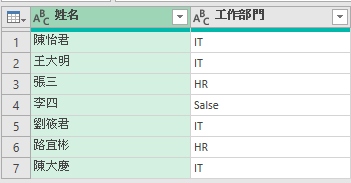 ABC 姓名 ABC 工作部門
1 陳怡君 IT
2 王大明 IT
3 張三 HR
4 李四 Salse
5 劉筱君 IT
6 路宜彬 HR
7 陳大慶 IT